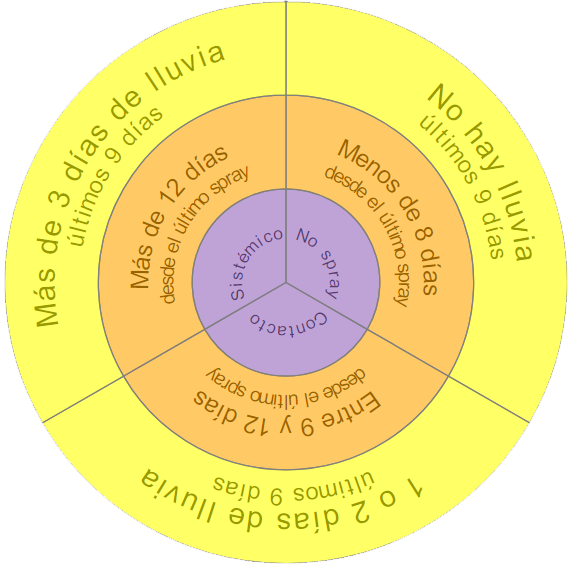 No hay lluvia
últimos 9 días
1 o 2 días de lluvia
últimos 9 días
Más de 3 días de lluvia
últimos 9 días
Menos de 8 días
desde el último spray
Entre 9 y 12 días
desde el último spray
Más de 12 días
desde el último spray
No spray
Contacto
Sistémico